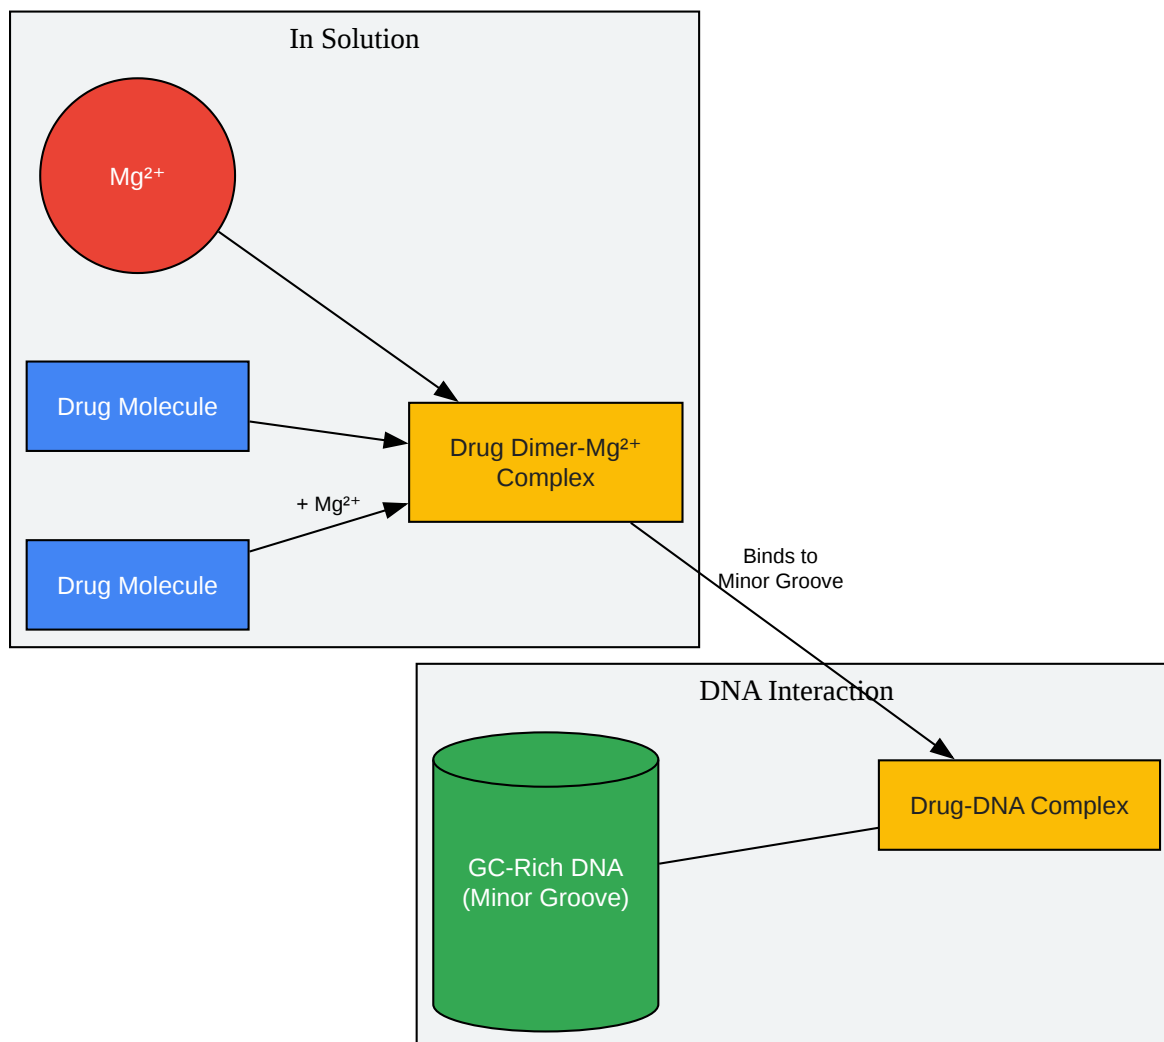 In Solution
Mg²⁺
Drug Molecule
Drug Dimer-Mg²⁺
Complex
+ Mg²⁺
Drug Molecule
Binds to
Minor Groove
DNA Interaction
Drug-DNA Complex
GC-Rich DNA
(Minor Groove)